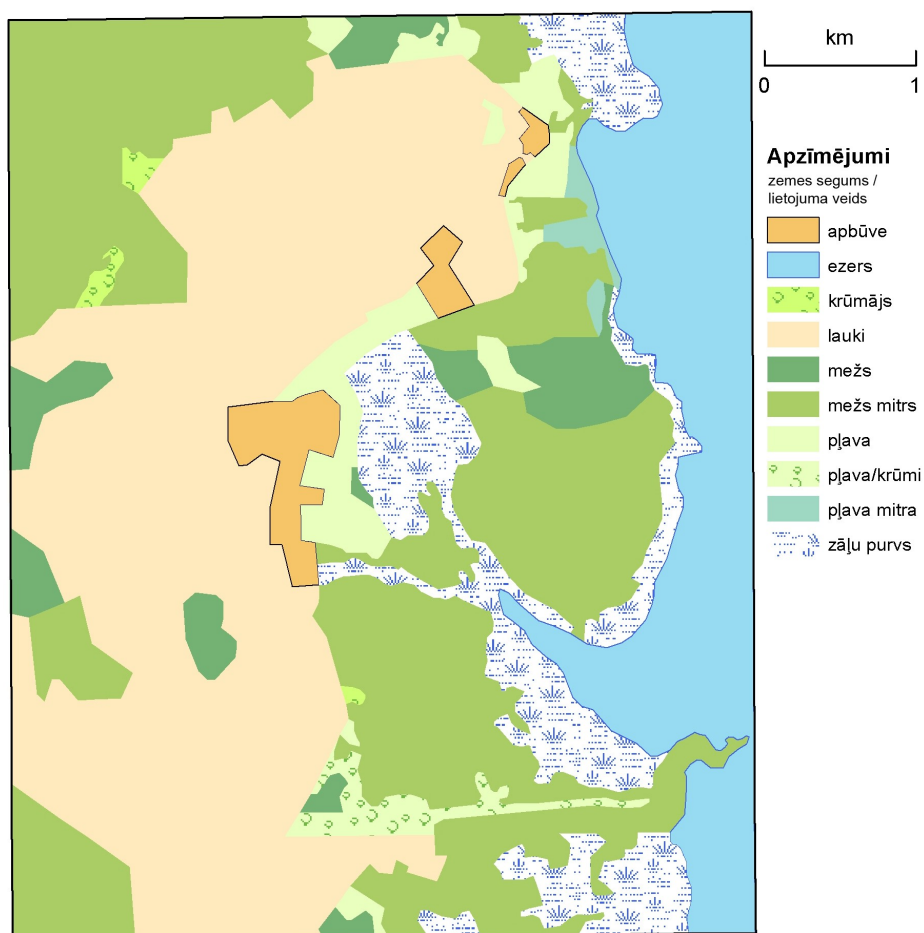 km
0 1
Apzīmējumi
zemes segums /
lietojuma veids
apbūve
ezers
krūmājs
lauki
mežs
mežs mitrs
pļava
pļava/krūmi
pļava mitra
zāļu purvs